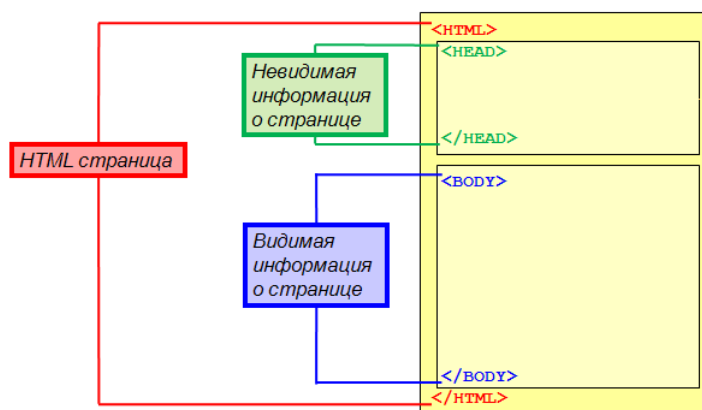 <HTML>
<HEAD>
Невидимая
информация
о странице
</HEAD>
HTML страница
<BODY>
Видимая
информация
о странице
</BODY>
</HTML>